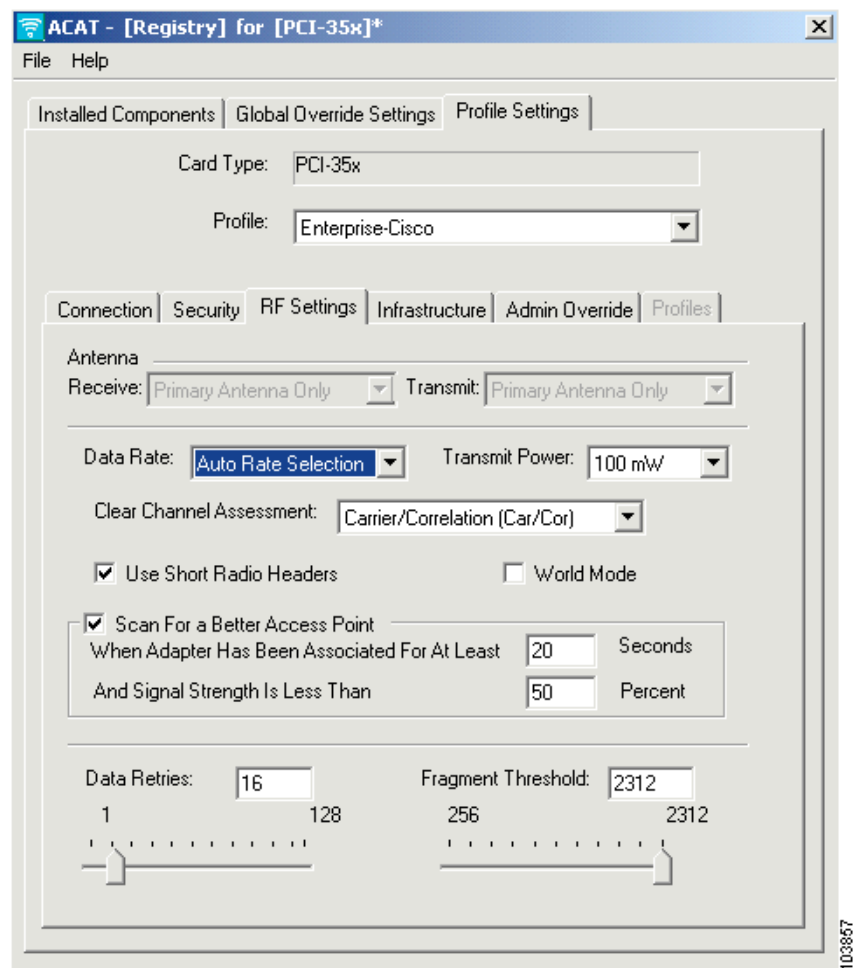 ACAT - [Registry] for [PCI-35x]*
File Help
Installed Components Global Override Settings Profile Settings
Card Type: PCI-35x
Profile: Enterprise-Cisco
Connection Security RF Settings Infrastructure Admin Override Profiles
Antenna
Receive: Primary Antenna Only Transmit: Primary Antenna Only
Data Rate: Auto Rate Selection Transmit Power: 100 mW
Clear Channel Assessment: Carrier/Correlation (Car/Cor)
Use Short Radio Headers World Mode
Scan For a Better Access Point
When Adapter Has Been Associated For At Least 20 Seconds
And Signal Strength Is Less Than 50 Percent
Data Retries: 16 Fragment Threshold: 2312
1 128 256 2312
103857